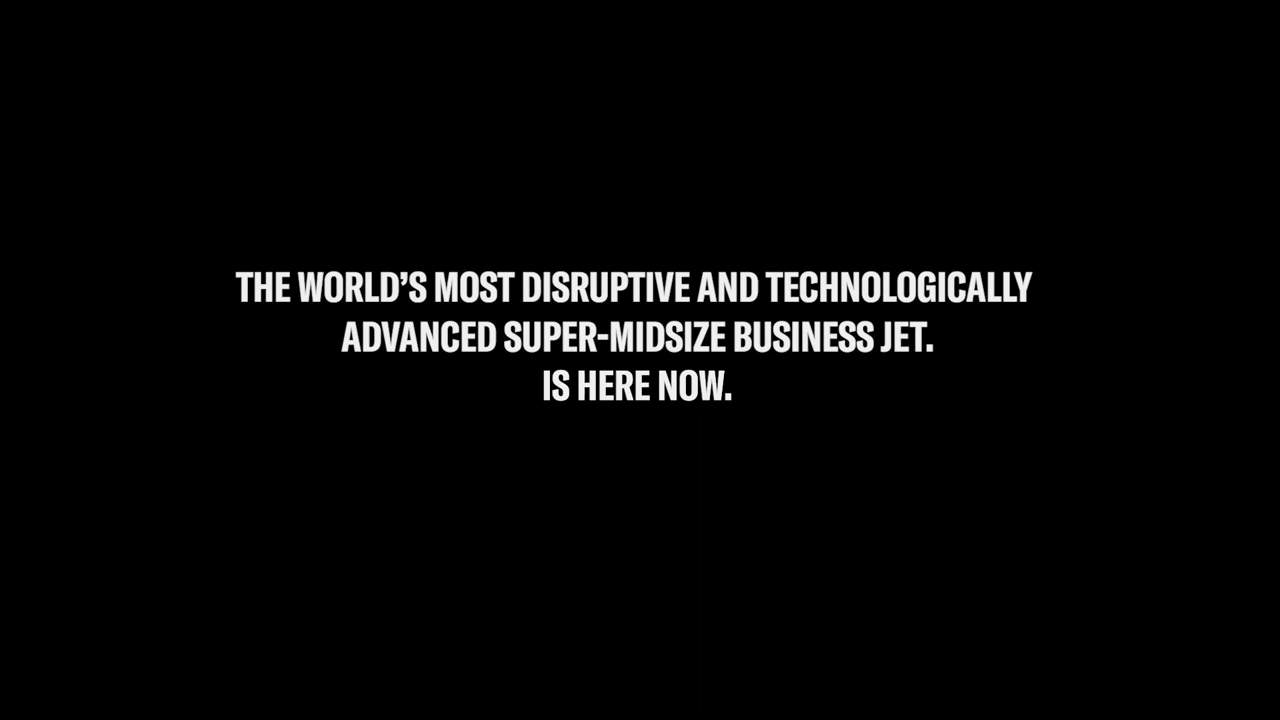 THE WORLD’S MOST DISRUPTIVE AND TECHNOLOGICALLY
ADVANCED SUPER-MIDSIZE BUSINESS JET.
IS HERE NOW.